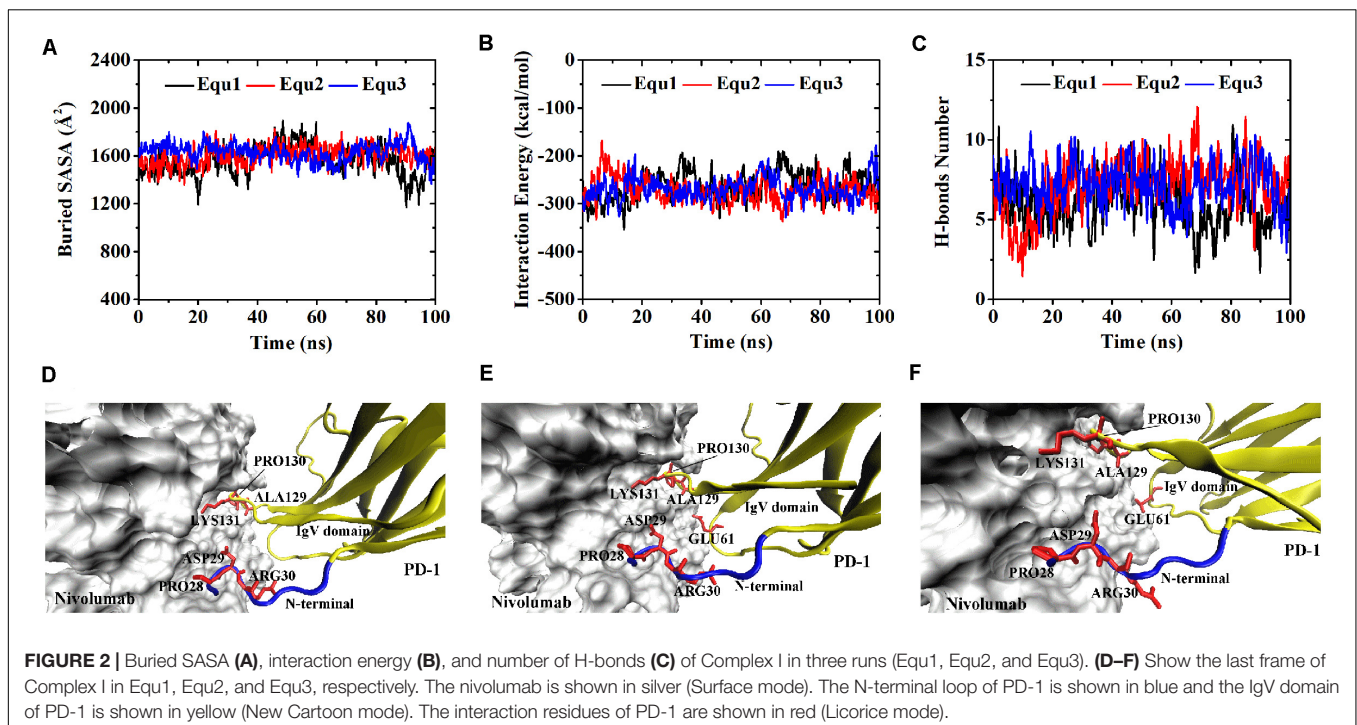 A
2400
2000
1600
1200
800
400
Buried SASA (Å²)
Equ1 Equ2 Equ3
0 20 40 60 80 100
Time (ns)
B
0
-100
-200
-300
-400
-500
Interaction Energy (kcal/mol)
Equ1 Equ2 Equ3
0 20 40 60 80 100
Time (ns)
C
15
10
5
0
H-bonds Number
Equ1 Equ2 Equ3
0 20 40 60 80 100
Time (ns)
D
PRO130
ALA129
LYS131
IgV domain
ASP29
PRO28
ARG30
PD-1
N-terminal
Nivolumab
E
PRO130
LYS131
ALA129
IgV domain
ASP29
GLU61
PRO28
PD-1
ARG30
N-terminal
Nivolumab
F
PRO130
LYS131
ALA129
IgV domain
GLU61
ASP29
PRO28
PD-1
N-terminal
ARG30
Nivolumab
FIGURE 2 | Buried SASA (A), interaction energy (B), and number of H-bonds (C) of Complex I in three runs (Equ1, Equ2, and Equ3). (D–F) Show the last frame of
Complex I in Equ1, Equ2, and Equ3, respectively. The nivolumab is shown in silver (Surface mode). The N-terminal loop of PD-1 is shown in blue and the IgV domain
of PD-1 is shown in yellow (New Cartoon mode). The interaction residues of PD-1 are shown in red (Licorice mode).